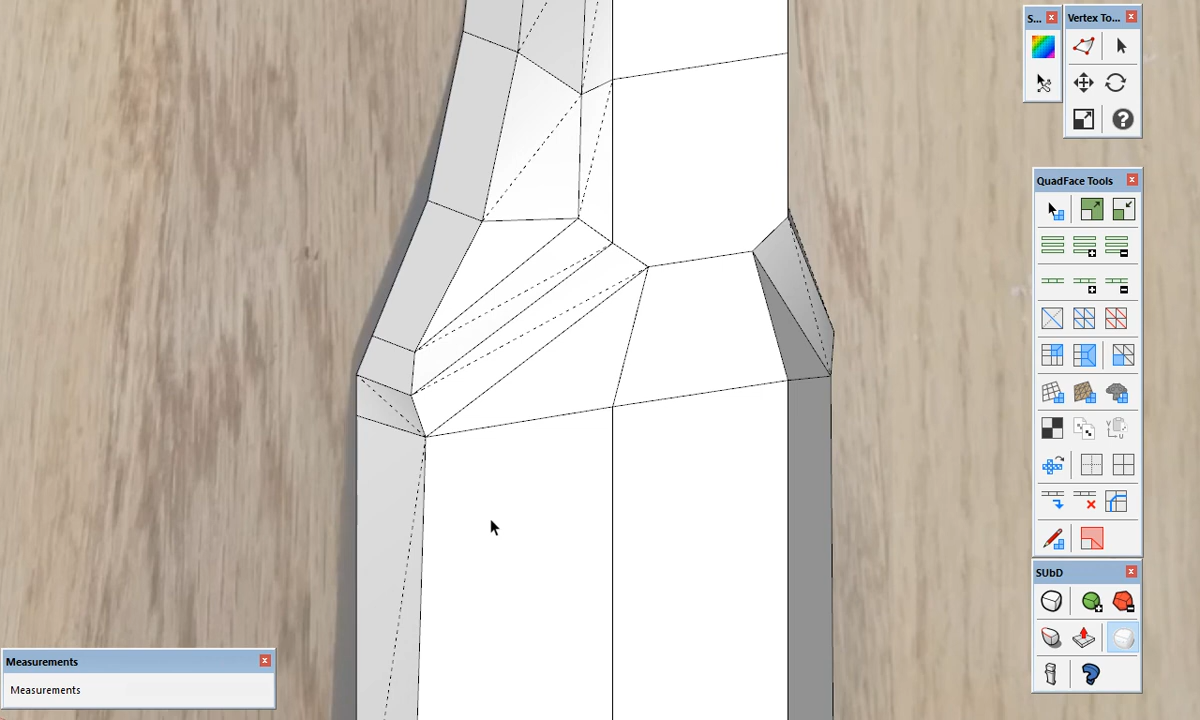 S...
Vertex To...
QuadFace Tools
SUbD
Measurements
Measurements